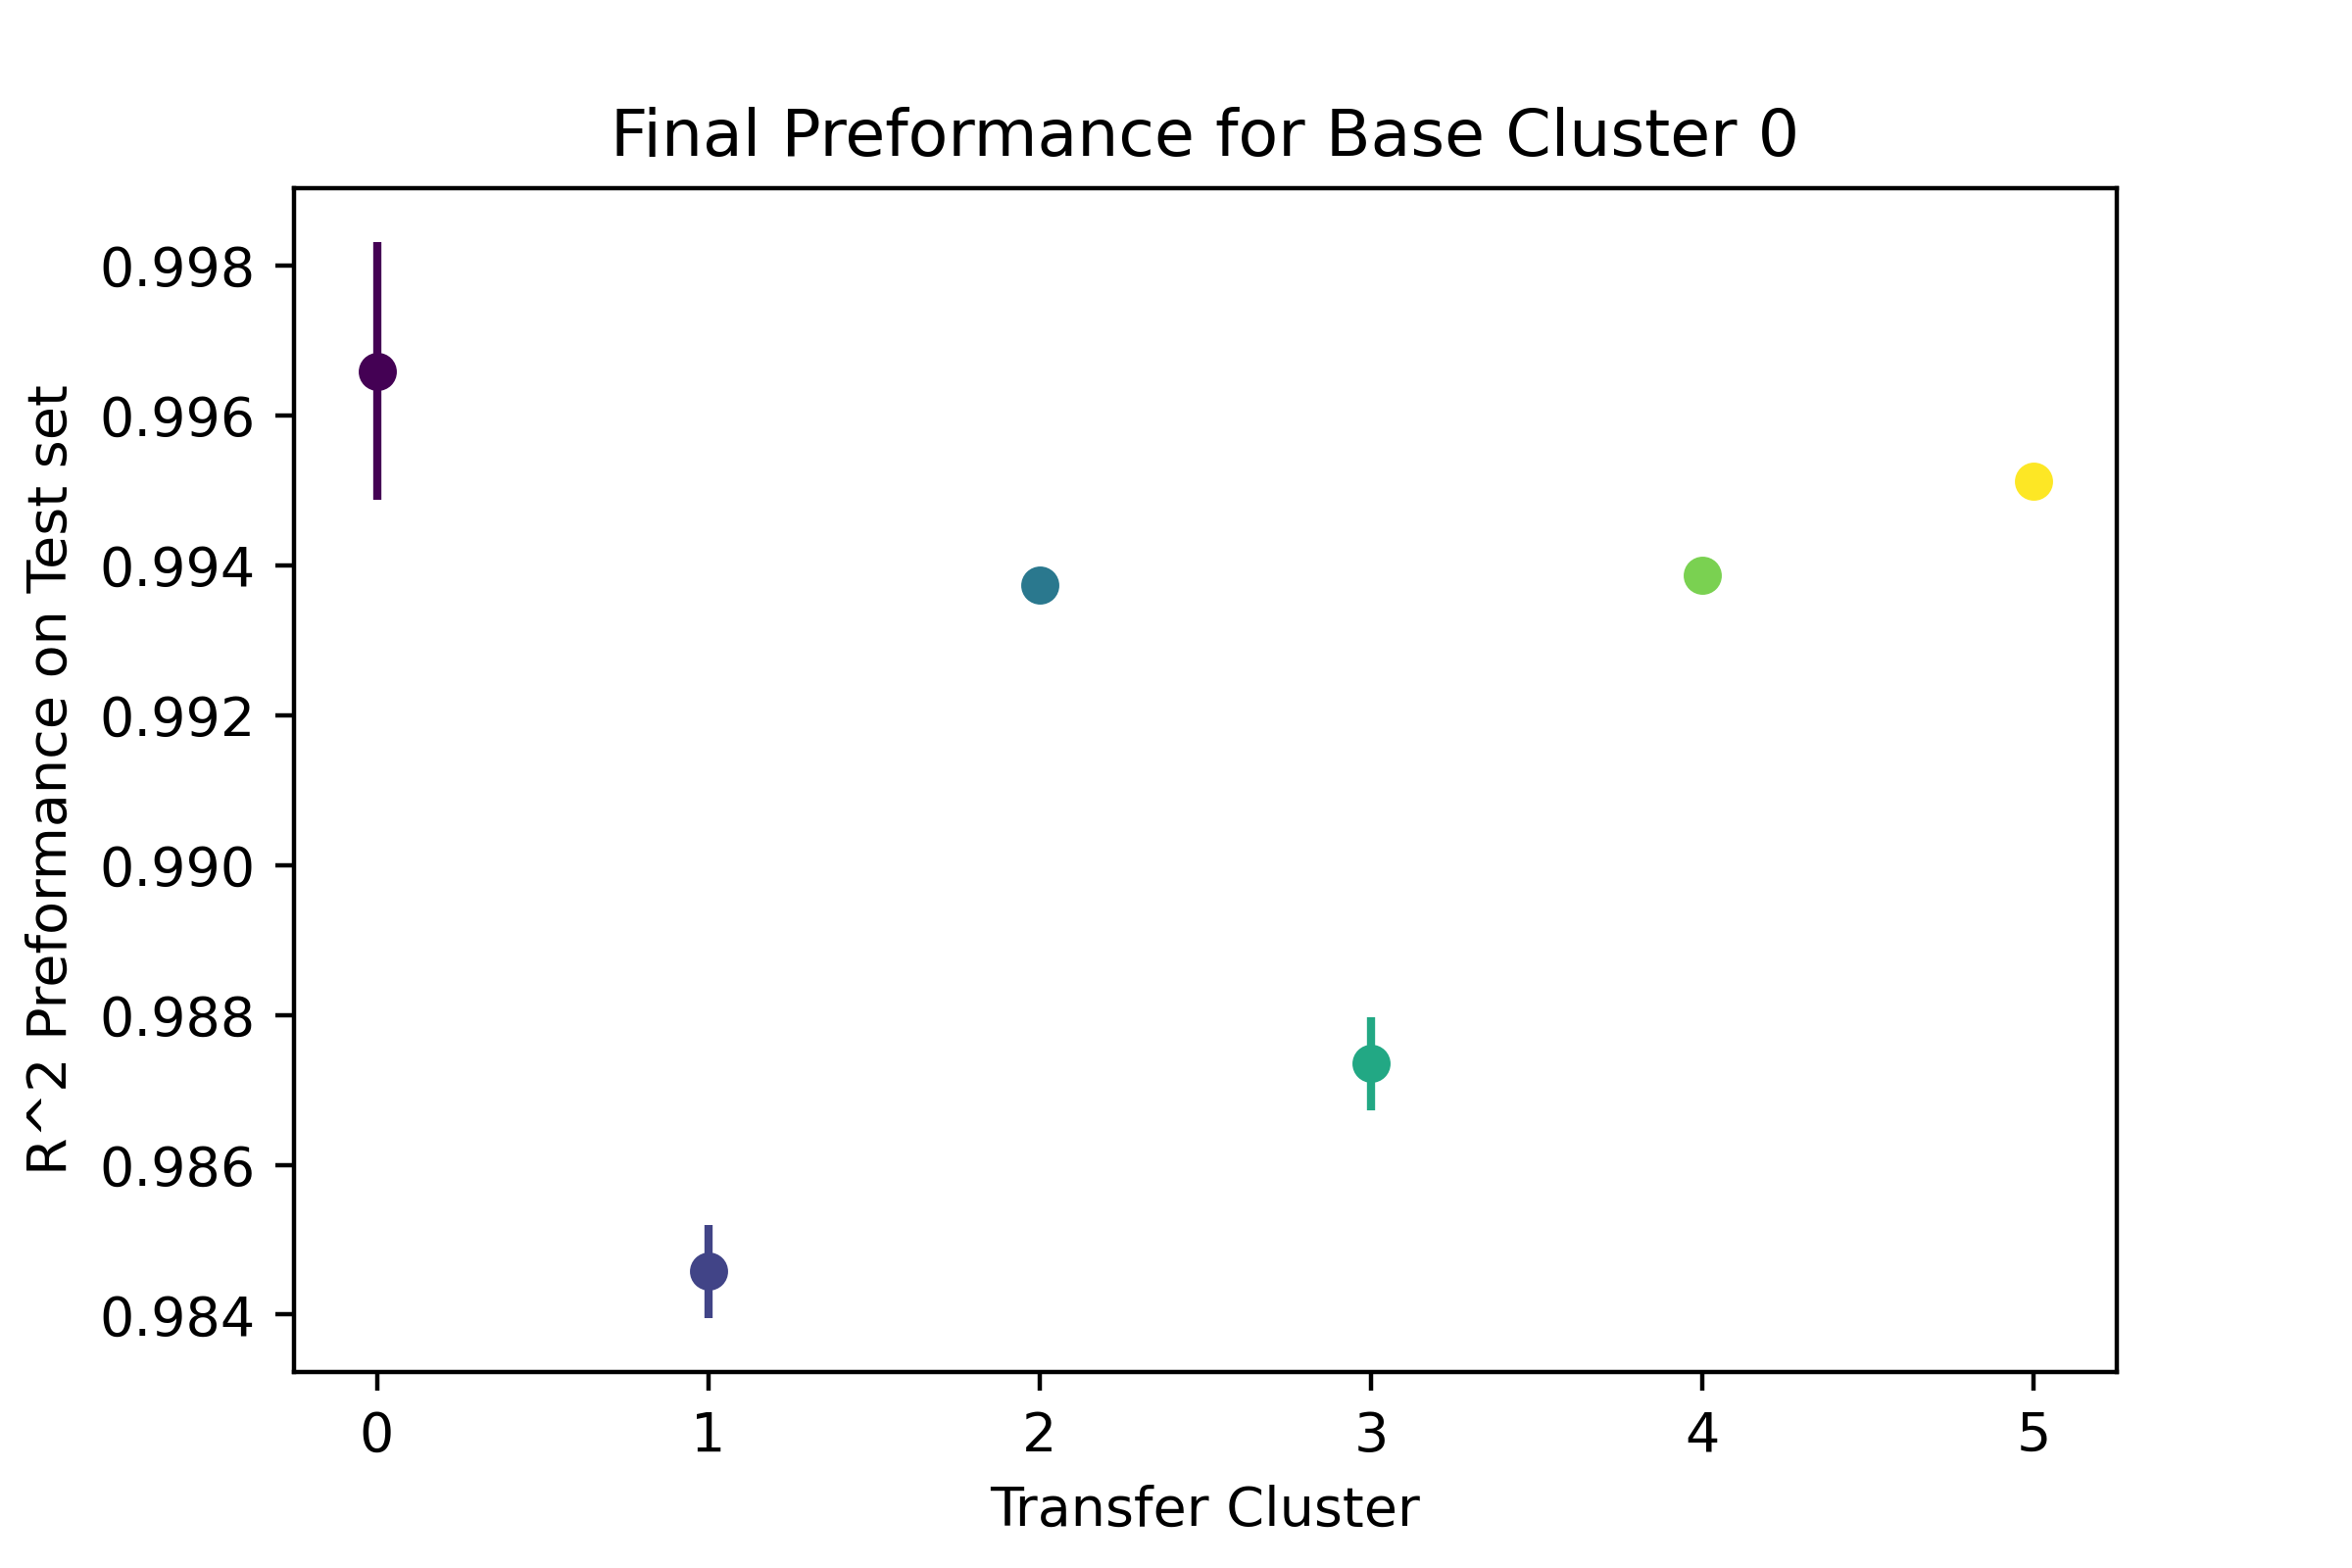 Final Preformance for Base Cluster 0
R^2 Preformance on Test set
0.998
0.996
0.994
0.992
0.990
0.988
0.986
0.984
0 1 2 3 4 5
Transfer Cluster